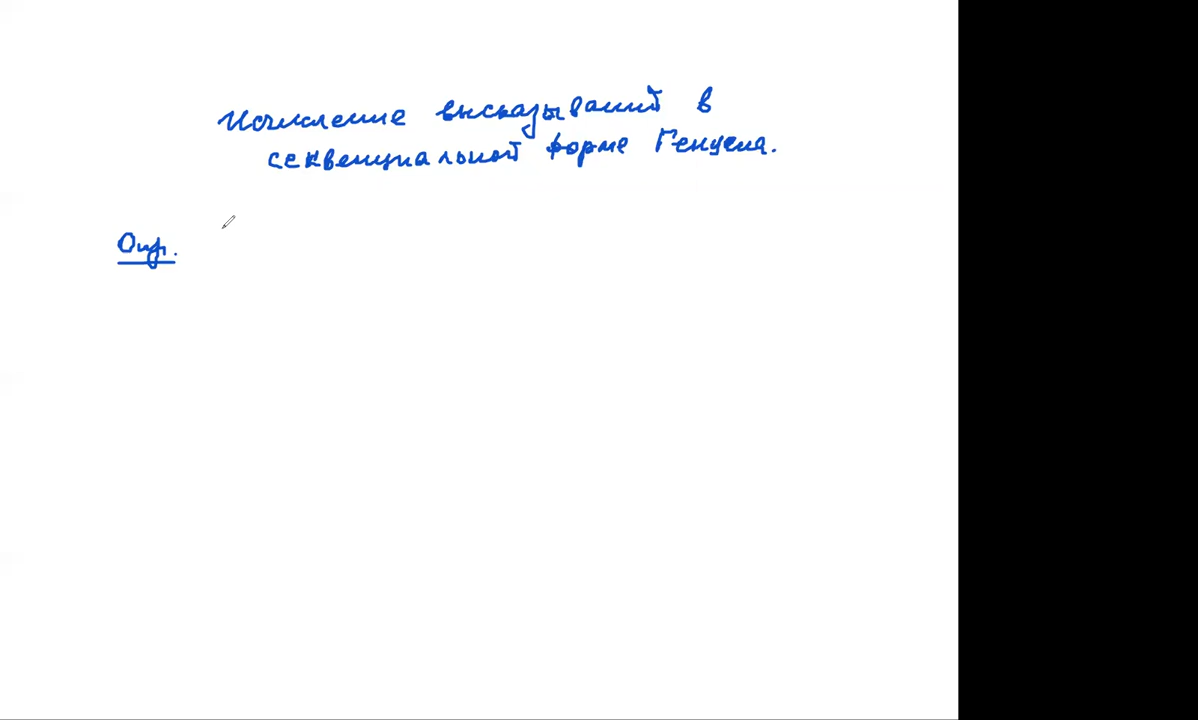 Исчисление высказываний в
секвенциальной форме Генцена.
Опр.